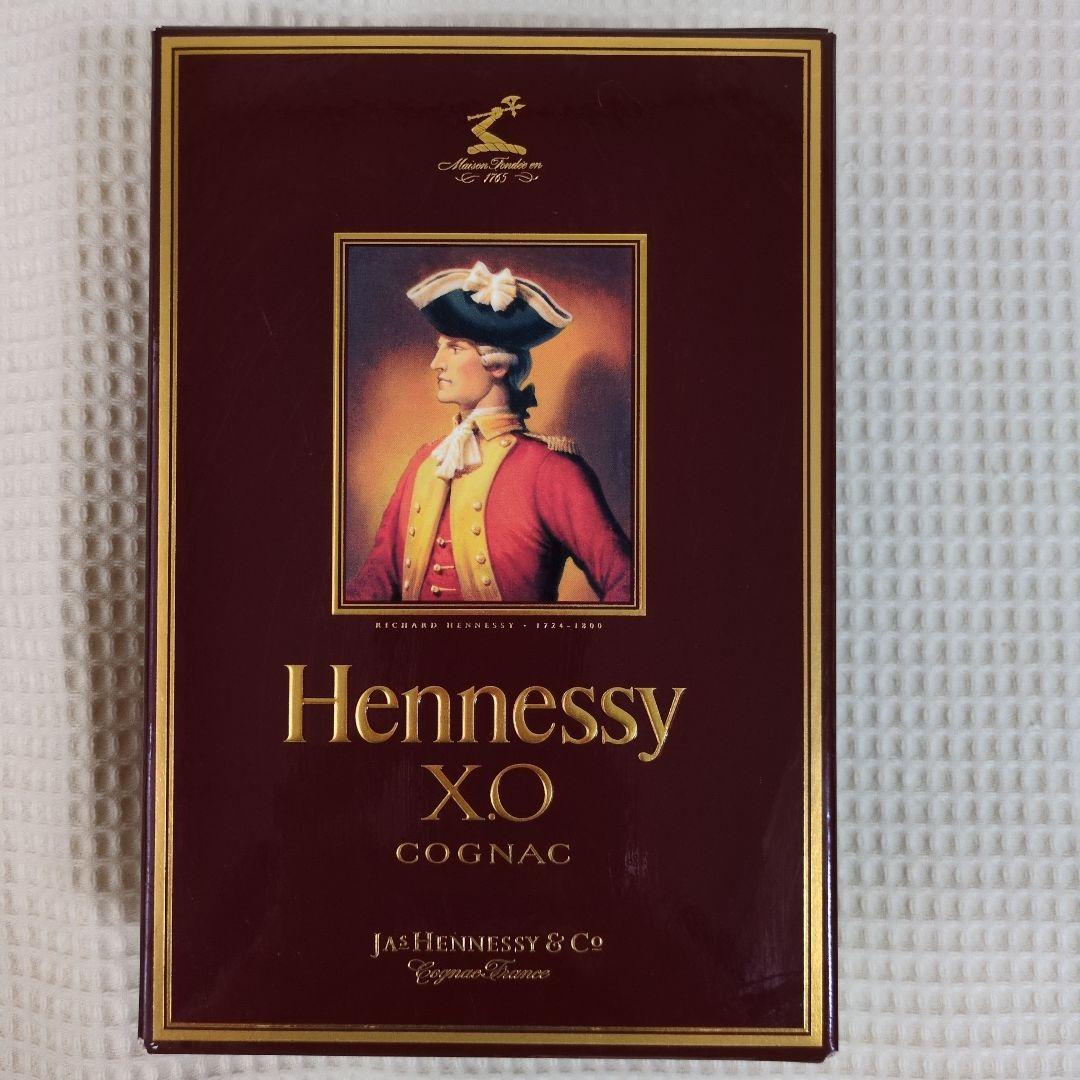 Maison Fondée en
1765
RICHARD HENNESSY • 1724-1800
Hennessy
X.O
COGNAC
JAS HENNESSY & CO
Cognac-France